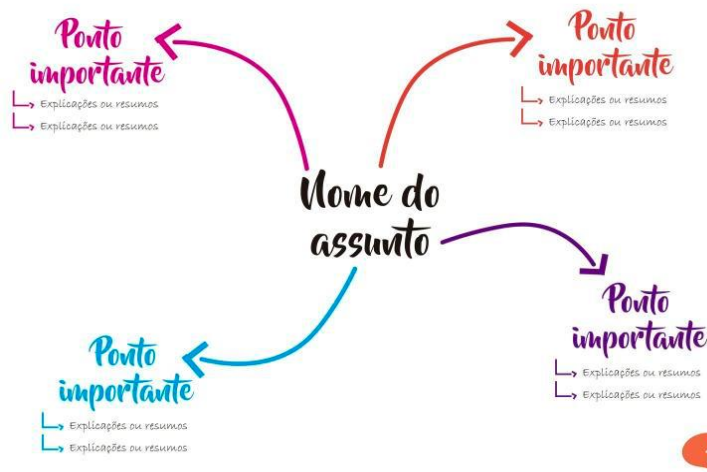 Ponto
importante
Explicações ou resumos
Explicações ou resumos
Ponto
importante
Explicações ou resumos
Explicações ou resumos
Nome do
assunto
Ponto
importante
Explicações ou resumos
Explicações ou resumos
Ponto
importante
Explicações ou resumos
Explicações ou resumos